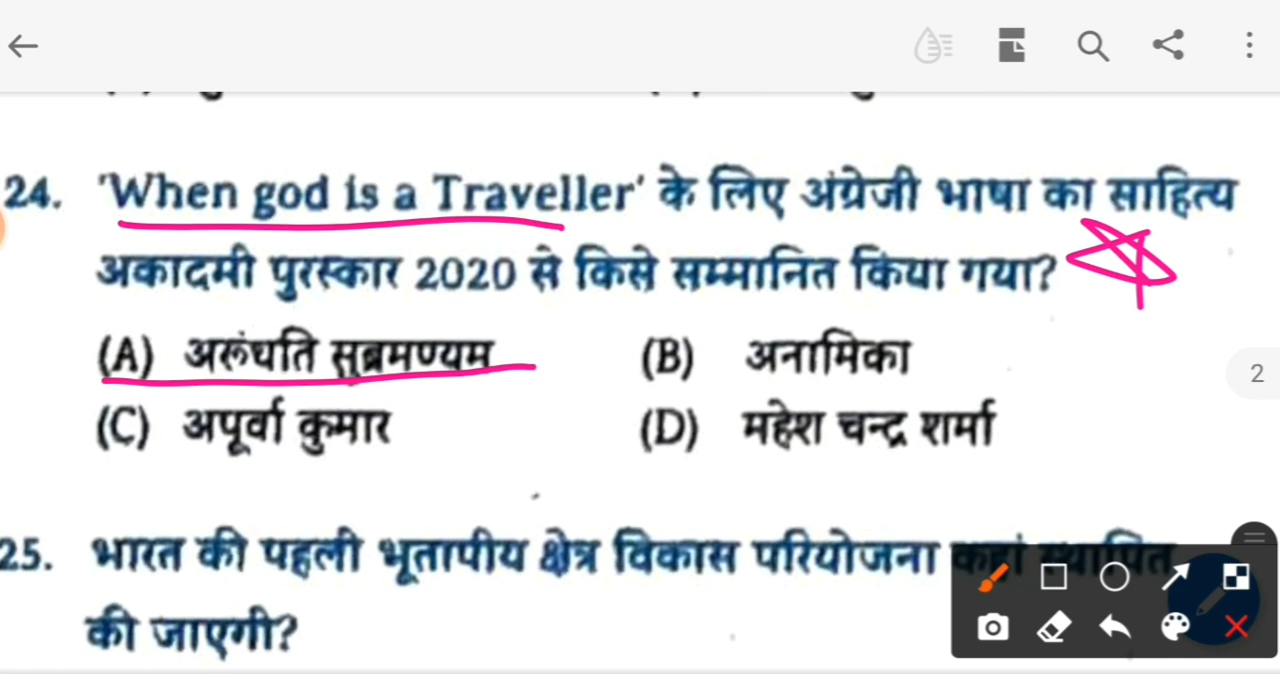 24. 'When god is a Traveller' के लिए अंग्रेजी भाषा का साहित्य
अकादमी पुरस्कार 2020 से किसे सम्मानित किया गया?
(A) अरूंधति सुब्रमण्यम (B) अनामिका
(C) अपूर्वा कुमार (D) महेश चन्द्र शर्मा
2
25. भारत की पहली भूतापीय क्षेत्र विकास परियोजना कहां स्थापित
की जाएगी?